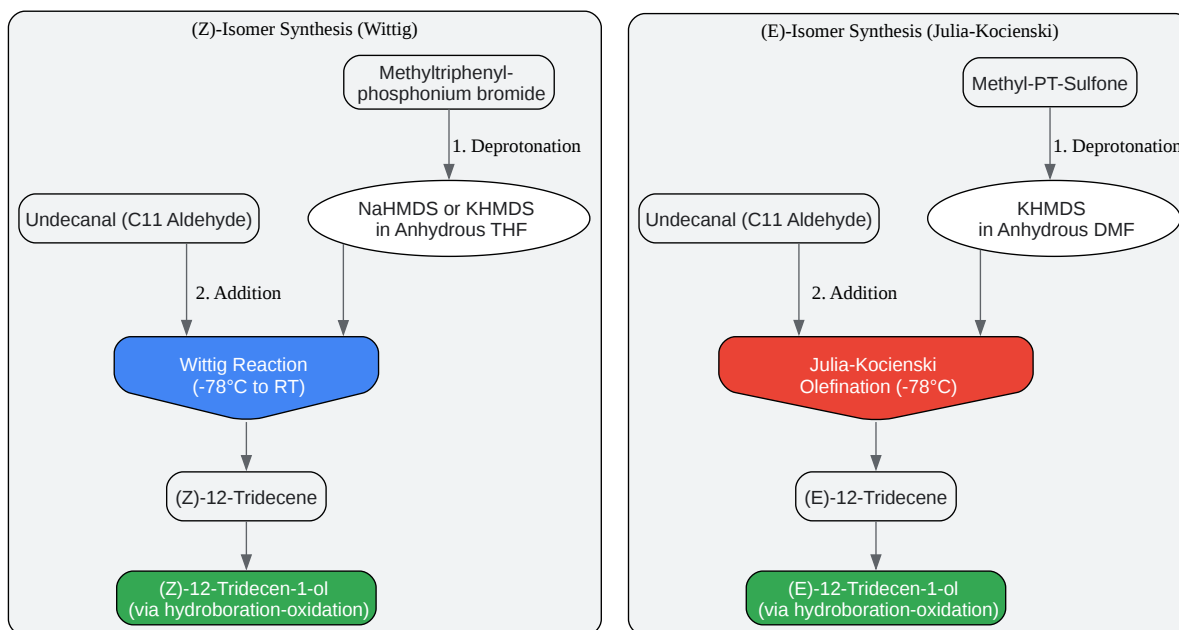 (Z)-Isomer Synthesis (Wittig)
Methyltriphenyl-
phosphonium bromide
1. Deprotonation
Undecanal (C11 Aldehyde)
NaHMDS or KHMDS
in Anhydrous THF
2. Addition
Wittig Reaction
(-78°C to RT)
(Z)-12-Tridecene
(Z)-12-Tridecen-1-ol
(via hydroboration-oxidation)
(E)-Isomer Synthesis (Julia-Kocienski)
Methyl-PT-Sulfone
1. Deprotonation
Undecanal (C11 Aldehyde)
KHMDS
in Anhydrous DMF
2. Addition
Julia-Kocienski
Olefination (-78°C)
(E)-12-Tridecene
(E)-12-Tridecen-1-ol
(via hydroboration-oxidation)